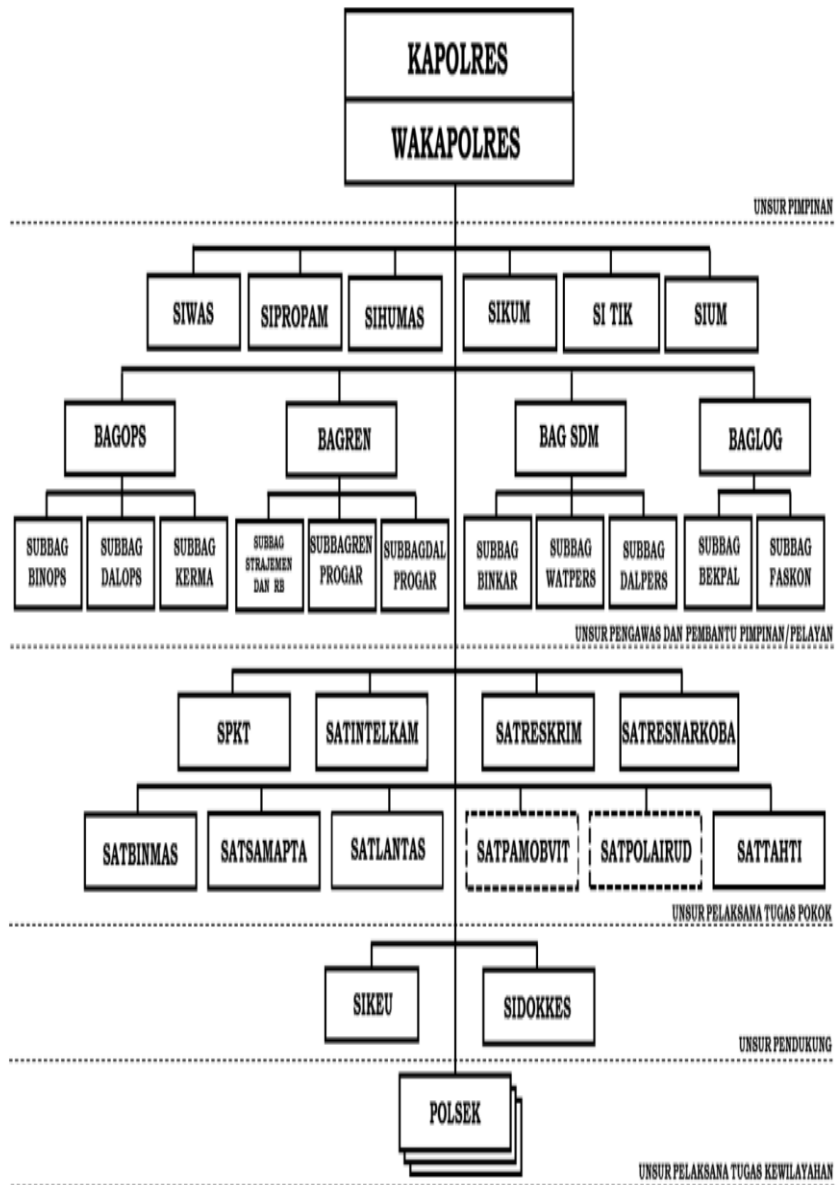 KAPOLRES
WAKAPOLRES
UNSUR PIMPINAN
SIWAS
SIPROPAM
SIHUMAS
SIKUM
SI TIK
SIUM
BAGOPS
BAGREN
BAG SDM
BAGLOG
SUBBAG
BINOPS
SUBBAG
DALOPS
SUBBAG
KERMA
SUBBAG
STRAJEMEN
DAN RB
SUBBAGREN
PROGAR
SUBBAGDAL
PROGAR
SUBBAG
BINKAR
SUBBAG
WATPERS
SUBBAG
DALPERS
SUBBAG
BEKPAL
SUBBAG
FASKON
UNSUR PENGAWAS DAN PEMBANTU PIMPINAN/PELAYAN
SPKT
SATINTELKAM
SATRESKRIM
SATRESNARKOBA
SATBINMAS
SATSAMAPTA
SATLANTAS
SATPAMOBVIT
SATPOLAIRUD
SATTAHTI
UNSUR PELAKSANA TUGAS POKOK
SIKEU
SIDOKKES
UNSUR PENDUKUNG
POLSEK
UNSUR PELAKSANA TUGAS KEWILAYAHAN